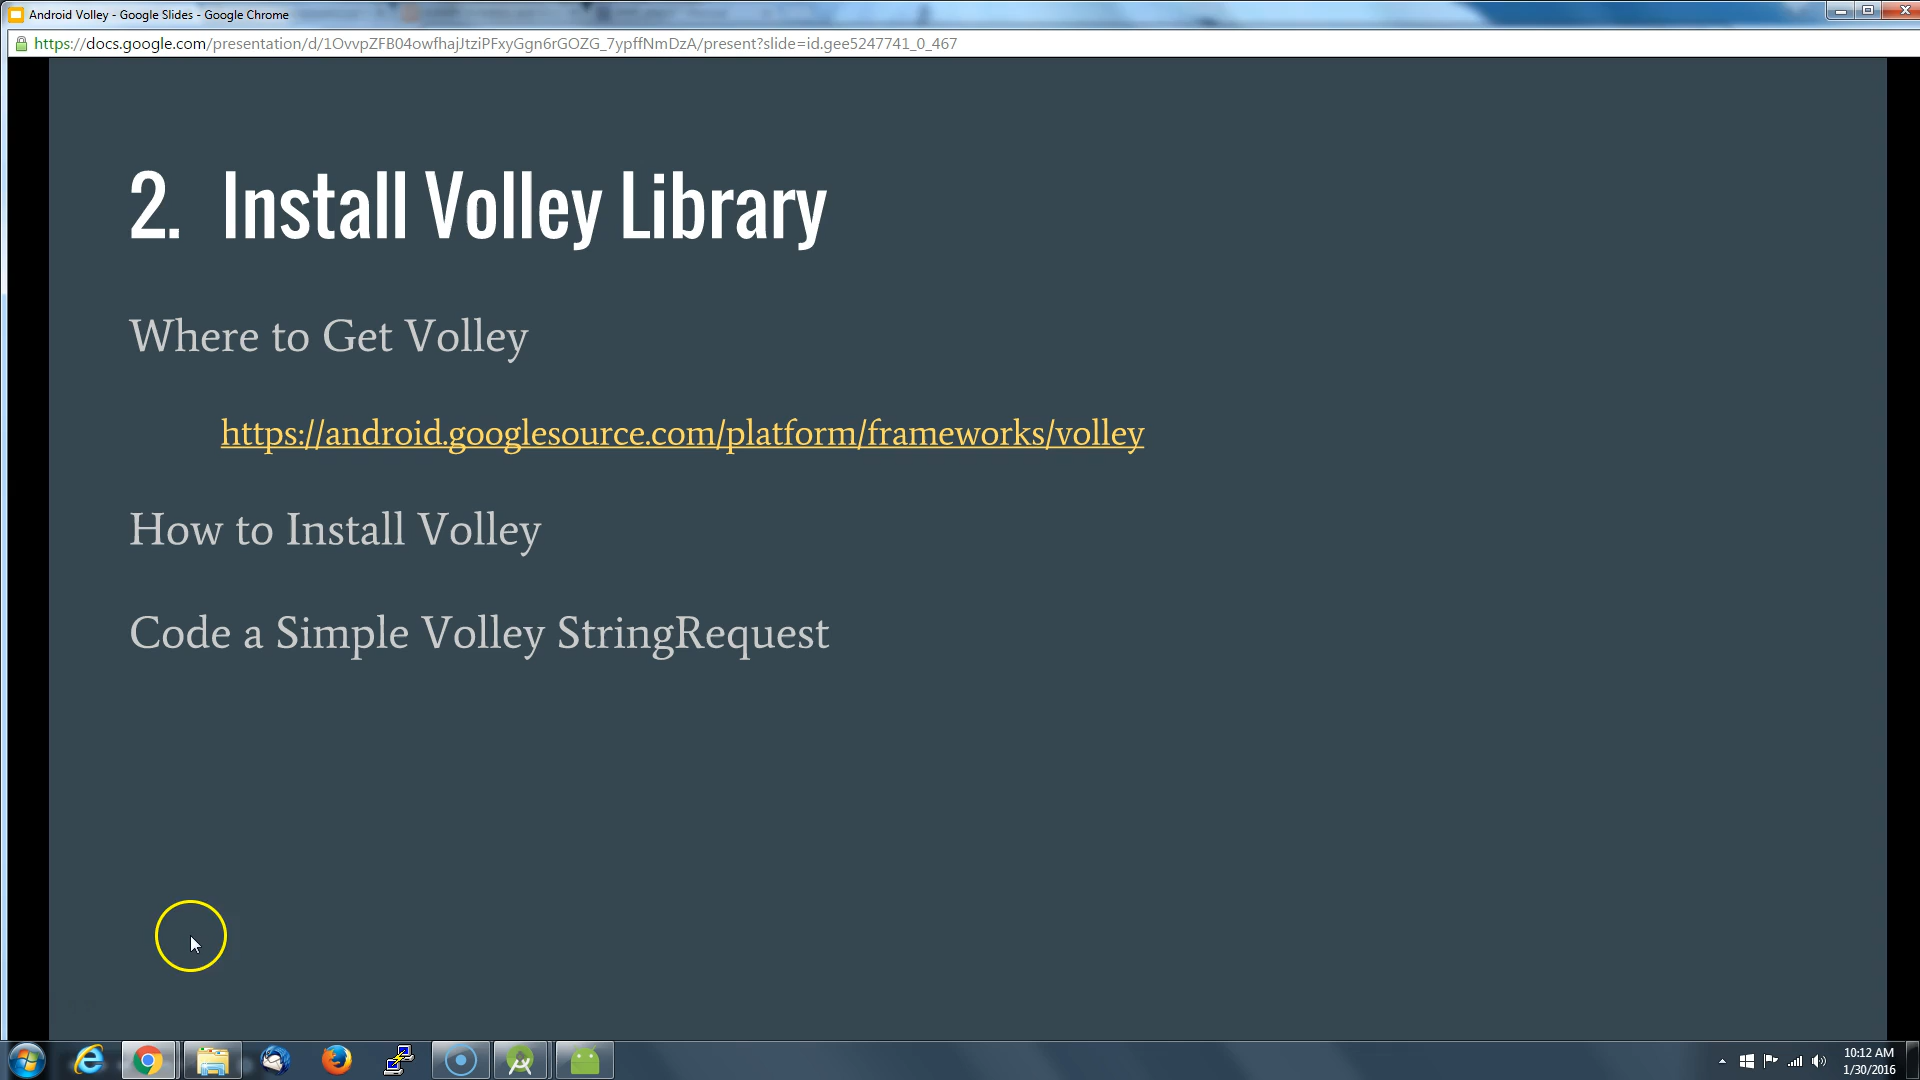 Android Volley - Google Slides - Google Chrome
https://docs.google.com/presentation/d/1OvvpZFB04owfhajJtziPFxyGgn6rGOZG_7ypffNmDzA/present?slide=id.gee5247741_0_467
2. Install Volley Library
Where to Get Volley
https://android.googlesource.com/platform/frameworks/volley
How to Install Volley
Code a Simple Volley StringRequest
10:12 AM
1/30/2016